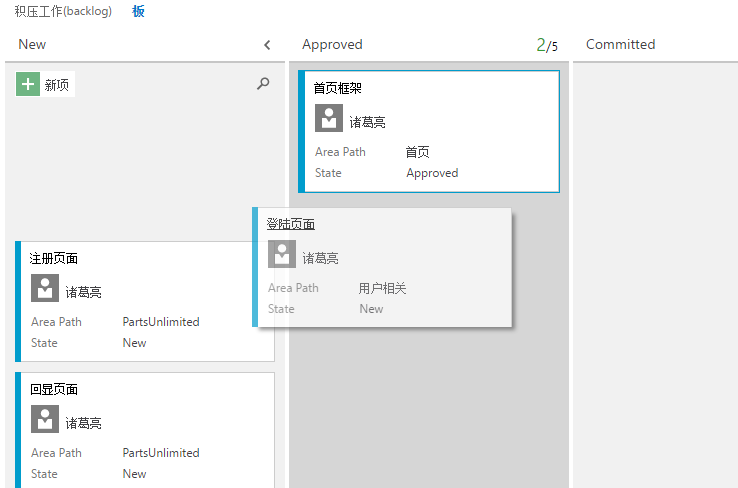 积压工作(backlog) 板
New
Approved 2/5
Committed
新项
首页框架
诸葛亮
Area Path 首页
State Approved
登陆页面
诸葛亮
Area Path 用户相关
State New
注册页面
诸葛亮
Area Path PartsUnlimited
State New
回显页面
诸葛亮
Area Path PartsUnlimited
State New